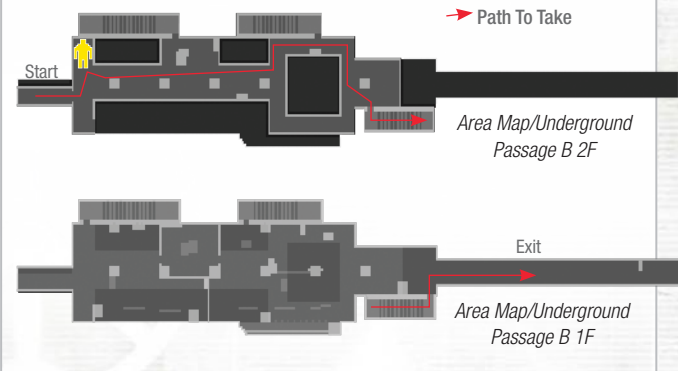 Path To Take
Start
Area Map/Underground
Passage B 2F
Exit
Area Map/Underground
Passage B 1F